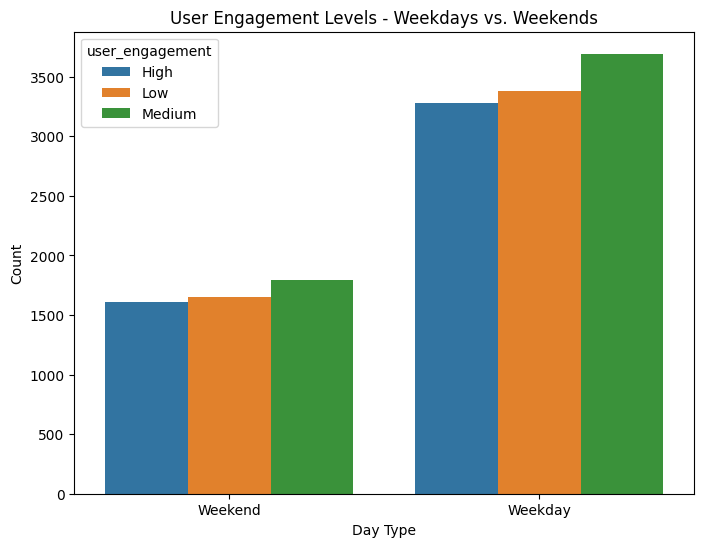 User Engagement Levels - Weekdays vs. Weekends
user_engagement
High
Low
Medium
3500
3000
2500
2000
1500
1000
500
0
Count
Weekend
Weekday
Day Type